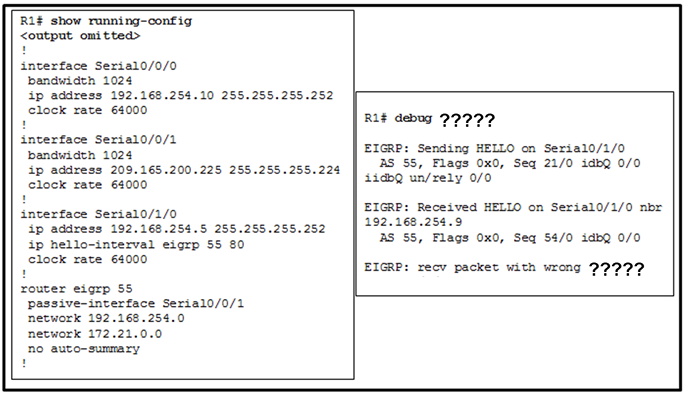 R1# show running-config
<output omitted>
!
interface Serial0/0/0
bandwidth 1024
ip address 192.168.254.10 255.255.255.252
clock rate 64000
!
interface Serial0/0/1
bandwidth 1024
ip address 209.165.200.225 255.255.255.224
clock rate 64000
!
interface Serial0/1/0
ip address 192.168.254.5 255.255.255.252
ip hello-interval eigrp 55 80
clock rate 64000
!
router eigrp 55
passive-interface Serial0/0/1
network 192.168.254.0
network 172.21.0.0
no auto-summary
!
R1# debug ?????
EIGRP: Sending HELLO on Serial0/1/0
AS 55, Flags 0x0, Seq 21/0 idbQ 0/0
iidbQ un/rely 0/0
EIGRP: Received HELLO on Serial0/1/0 nbr
192.168.254.9
AS 55, Flags 0x0, Seq 54/0 idbQ 0/0
EIGRP: recv packet with wrong ?????